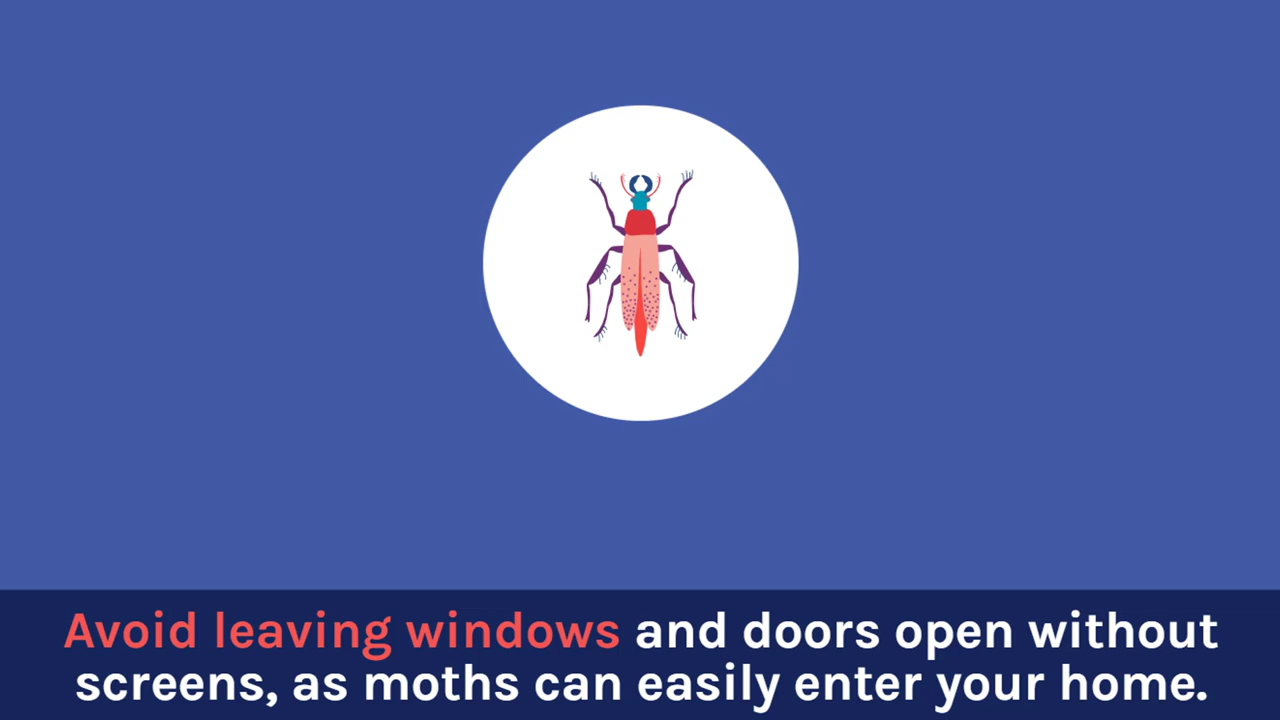 Avoid leaving windows and doors open without
screens, as moths can easily enter your home.